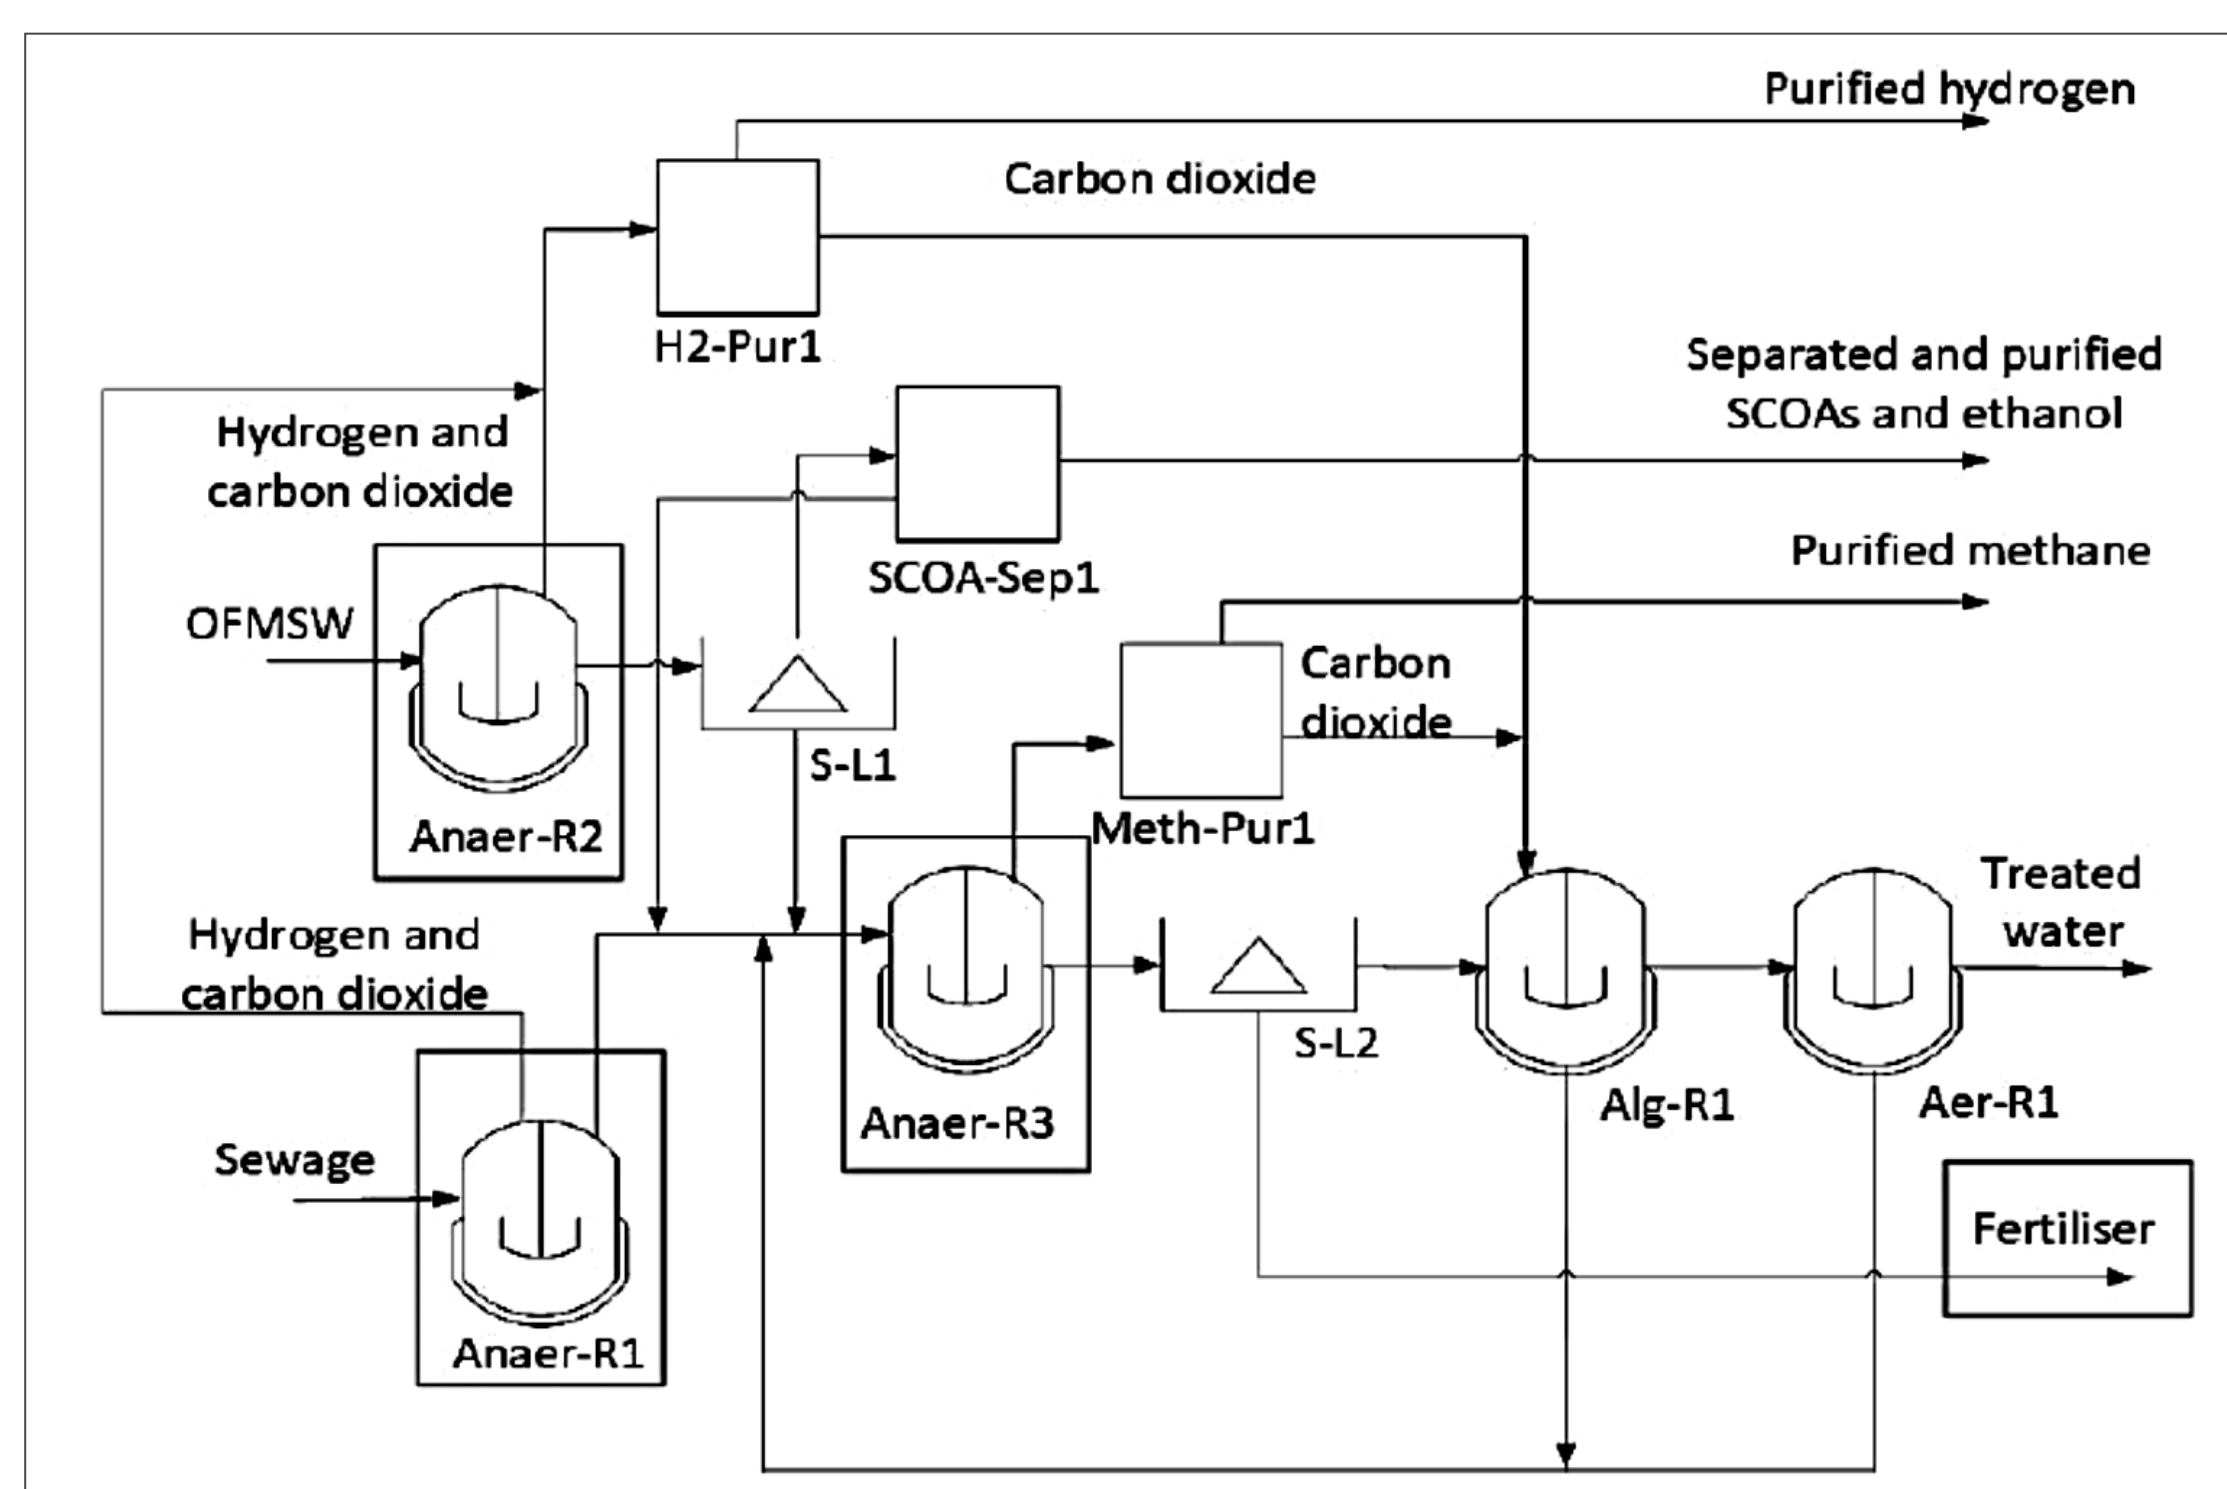 Purified hydrogen
Carbon dioxide
H2-Pur1
Separated and purified
SCOAs and ethanol
Hydrogen and
carbon dioxide
SCOA-Sep1
Purified methane
OFMSW
Carbon
dioxide
S-L1
Anaer-R2
Meth-Pur1
Treated
water
Hydrogen and
carbon dioxide
S-L2
Anaer-R3
Alg-R1
Aer-R1
Sewage
Fertiliser
Anaer-R1